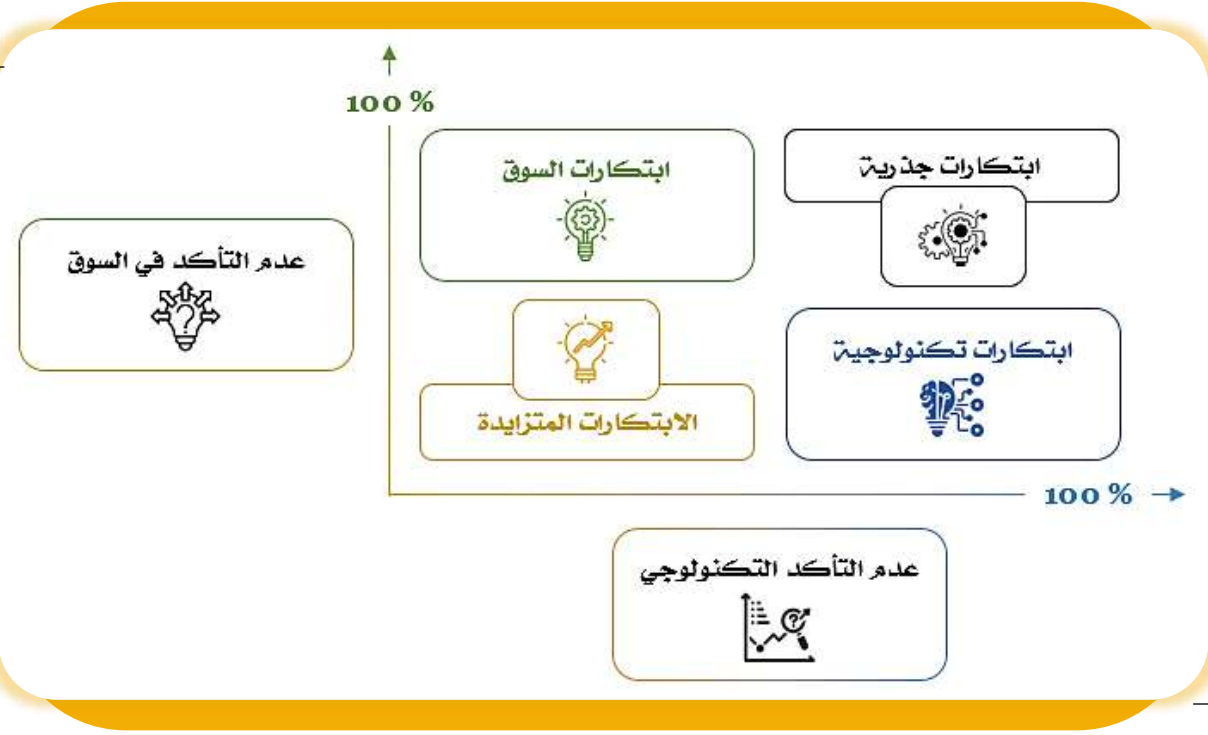 100 %
ابتكارات جذرية
ابتكارات السوق
عدم التأكد في السوق
ابتكارات تكنولوجية
الابتكارات المتزايدة
100 %
عدم التأكد التكنولوجي